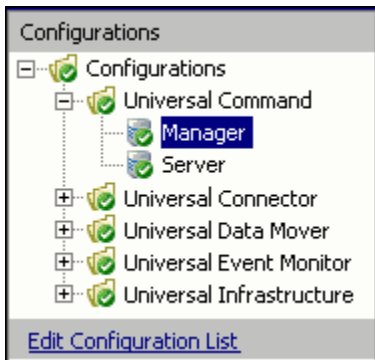 Configurations
Configurations
Universal Command
Manager
Server
Universal Connector
Universal Data Mover
Universal Event Monitor
Universal Infrastructure
Edit Configuration List